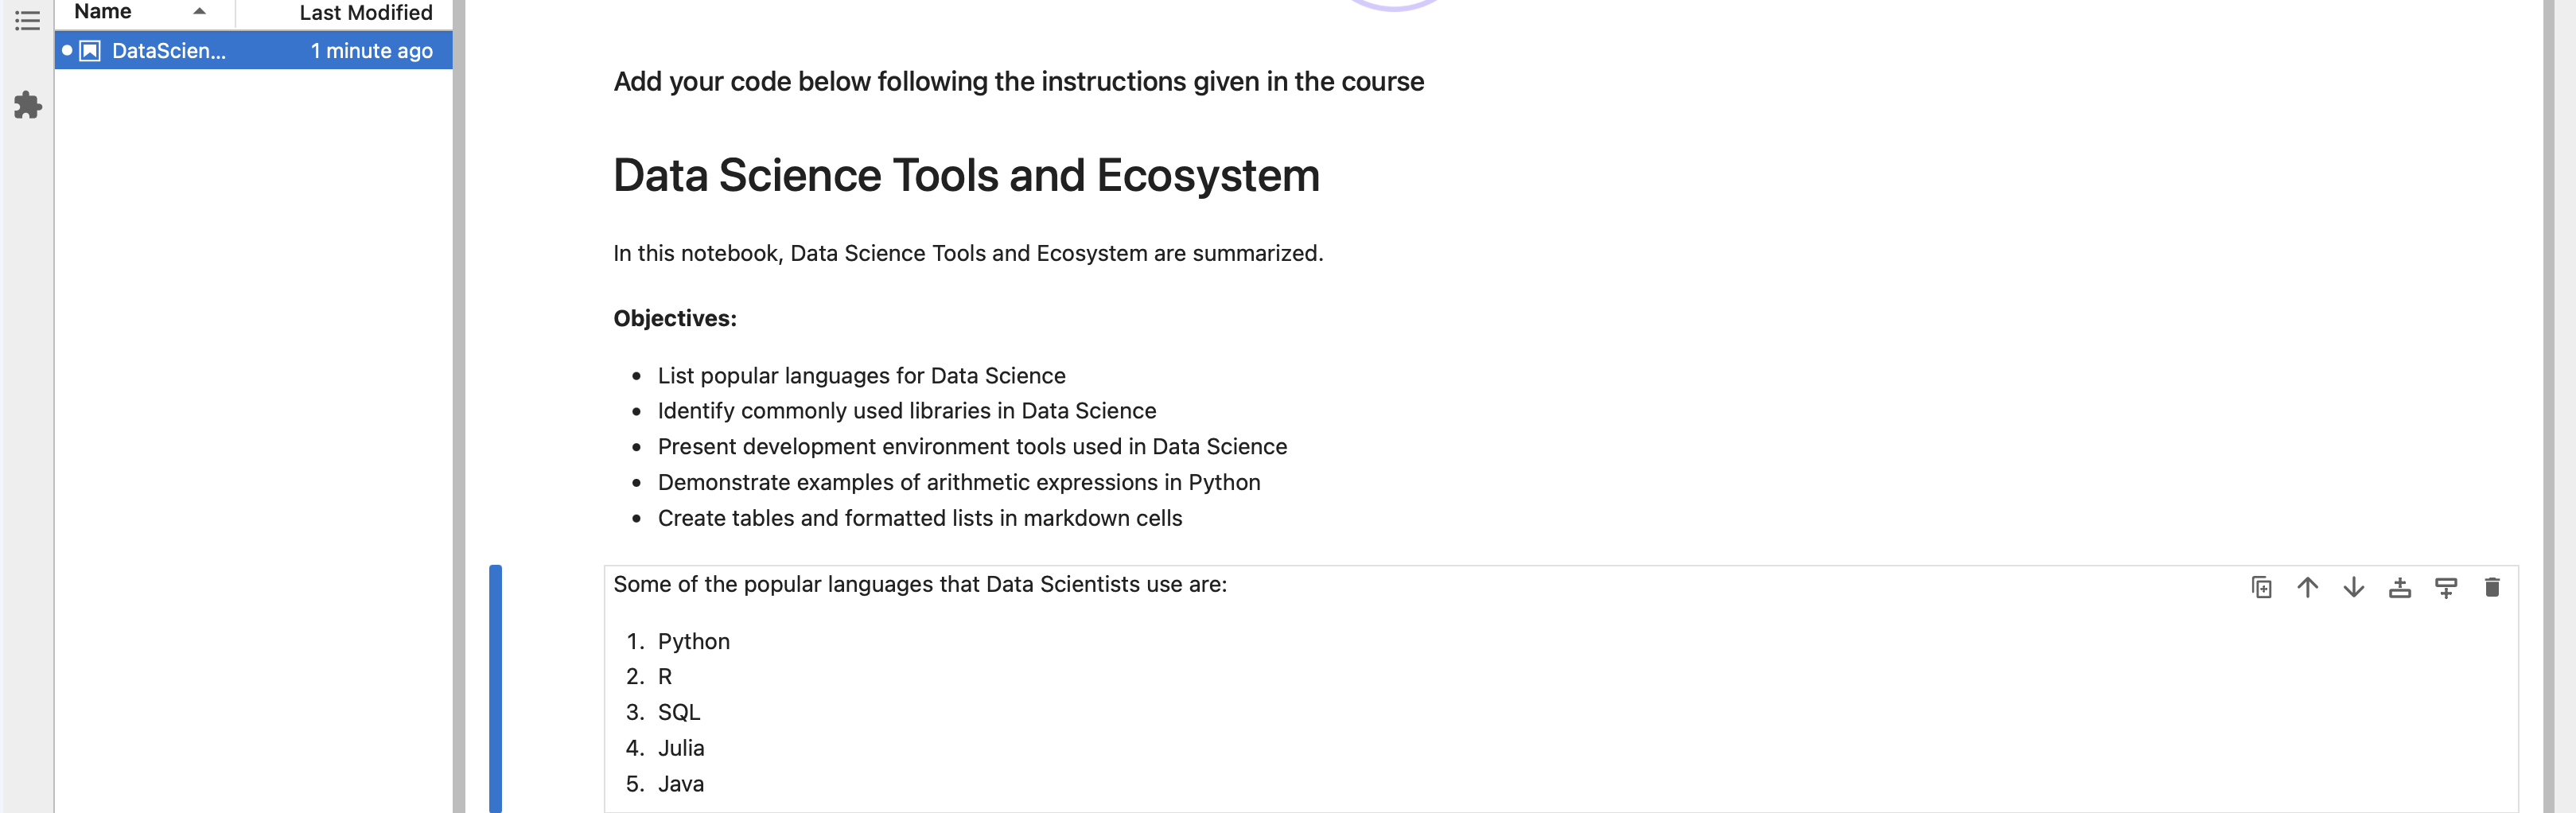 Name Last Modified
DataScien... 1 minute ago
Add your code below following the instructions given in the course
Data Science Tools and Ecosystem
In this notebook, Data Science Tools and Ecosystem are summarized.
Objectives:
• List popular languages for Data Science
• Identify commonly used libraries in Data Science
• Present development environment tools used in Data Science
• Demonstrate examples of arithmetic expressions in Python
• Create tables and formatted lists in markdown cells
Some of the popular languages that Data Scientists use are:
1. Python
2. R
3. SQL
4. Julia
5. Java